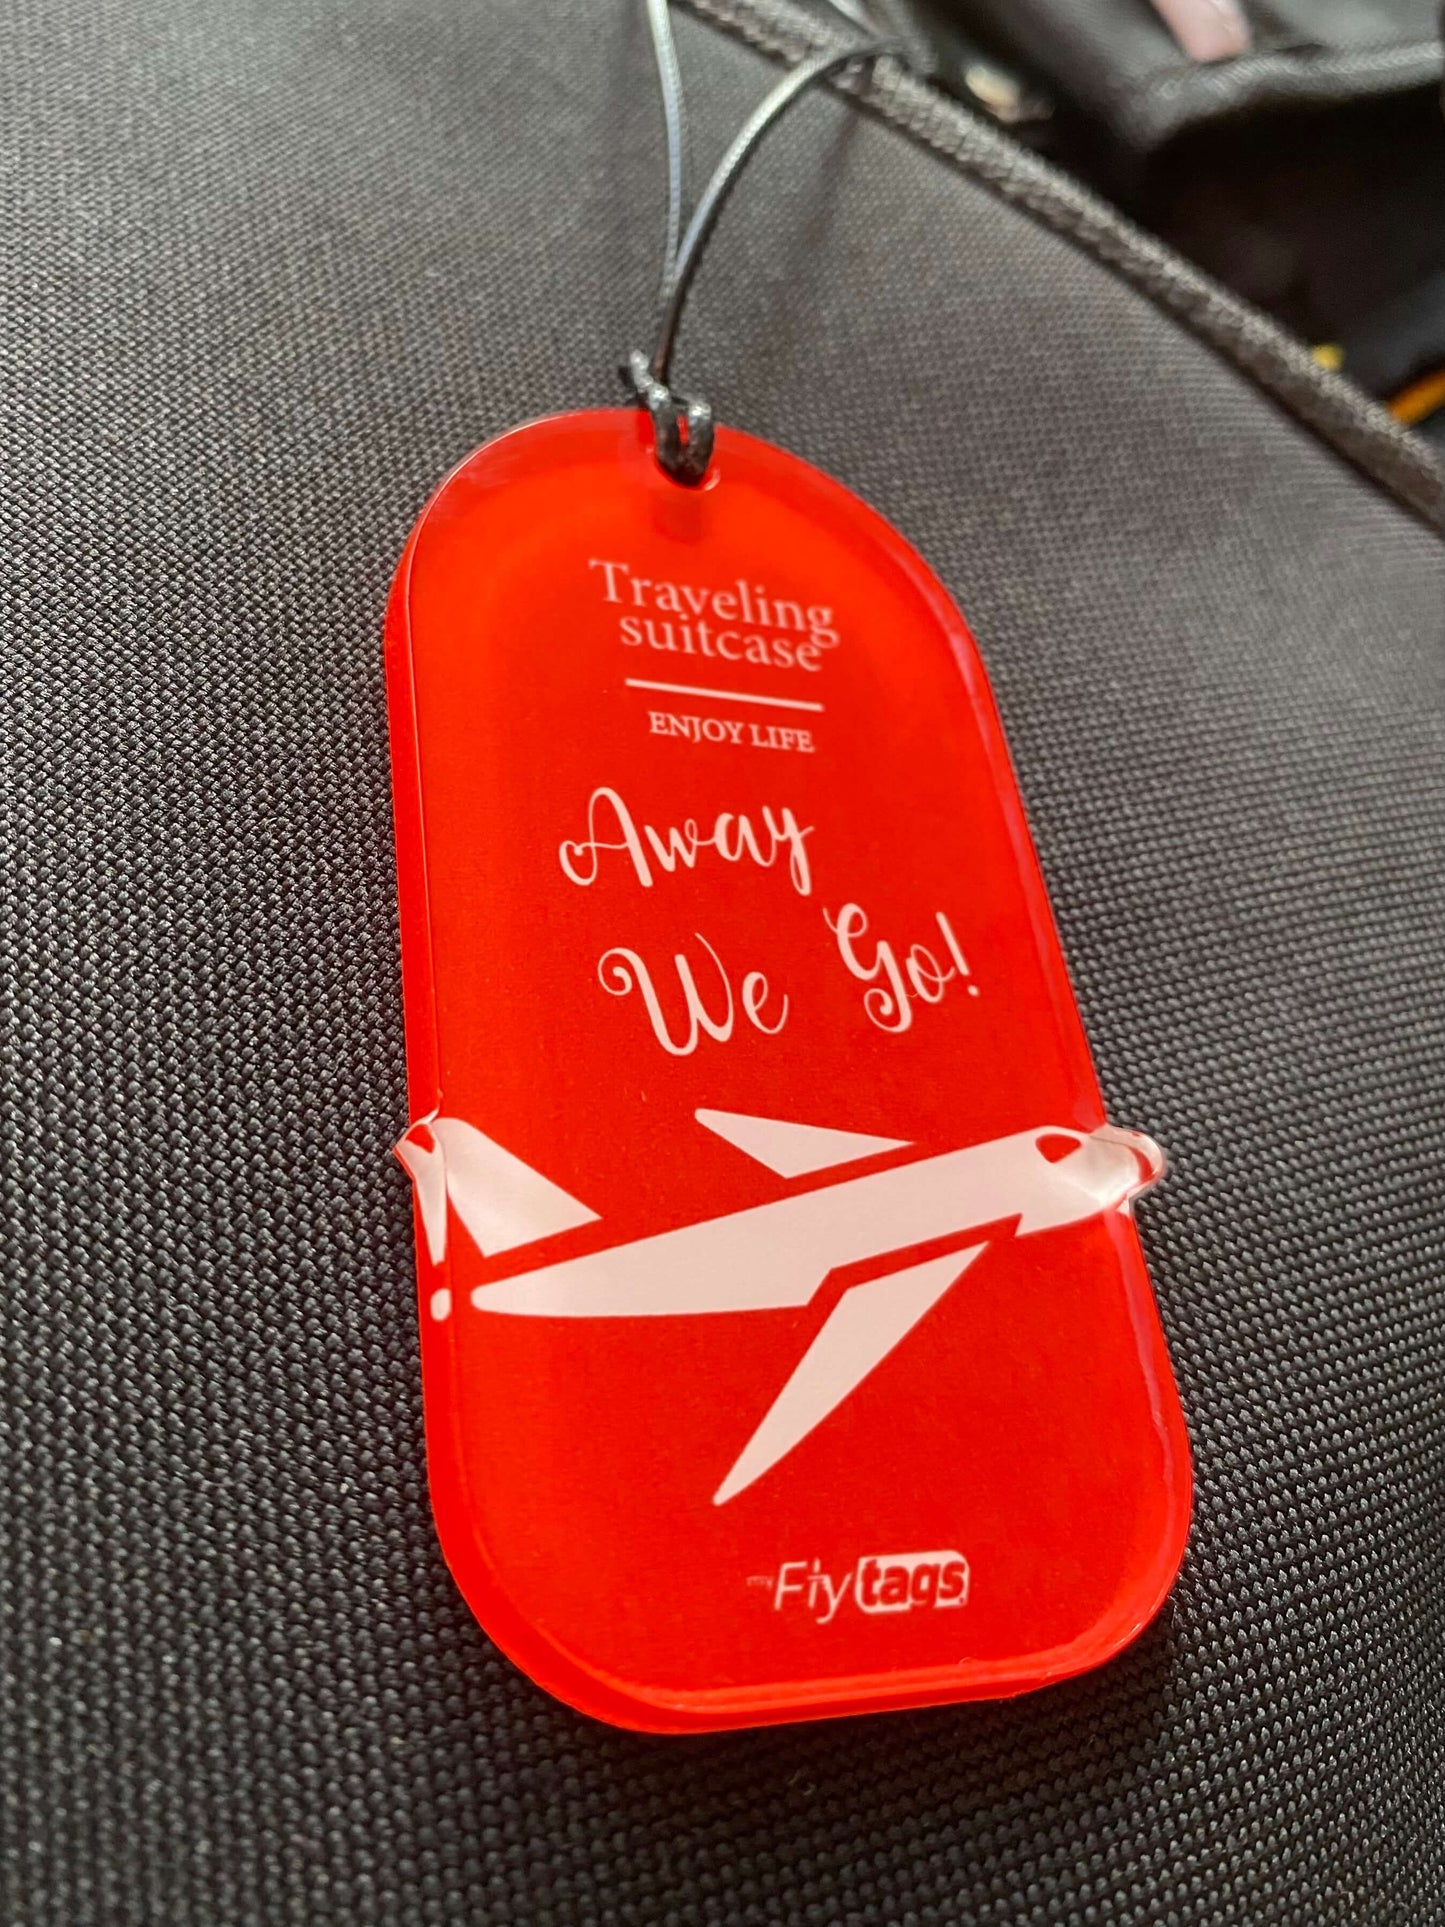 Traveling
suitcase
ENJOY LIFE
Away
We Go!
Flytags